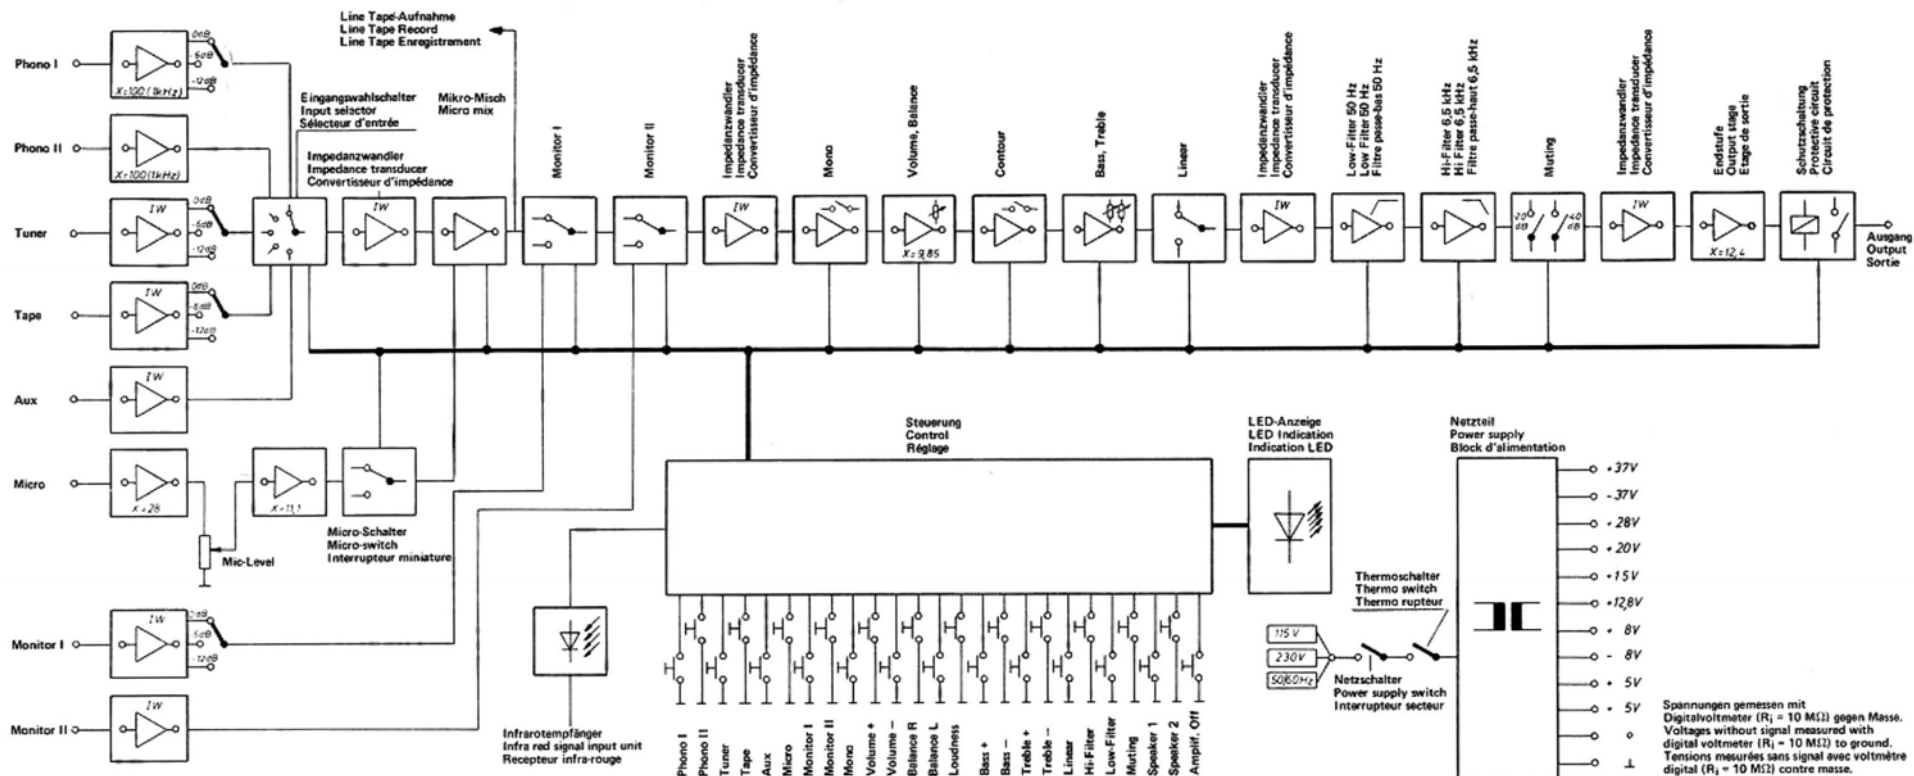 Line Tape-Aufnahme
Line Tape Record
Line Tape Enregistrement
Phono I
X=100(1kHz)
0dB
-6dB
-12dB
Eingangswahlschalter
Input selector
Sélecteur d'entrée
Mikro-Misch
Micro mix
Phono II
X=100(1kHz)
Impedanzwandler
Impedance transducer
Convertisseur d'impédance
Monitor I
Monitor II
Impedanzwandler
Impedance transducer
Convertisseur d'impédance
Mono
Volume, Balance
Contour
Bass, Treble
Linear
Impedanzwandler
Impedance transducer
Convertisseur d'impédance
Low-Filter 50 Hz
Low Filter 50 Hz
Filtre passe-bas 50 Hz
Hi-Filter 6,5 kHz
Hi Filter 6,5 kHz
Filtre passe-haut 6,5 kHz
Muting
Impedanzwandler
Impedance transducer
Convertisseur d'impédance
Endstufe
Output stage
Etage de sortie
Schutzschaltung
Protective circuit
Circuit de protection
Tuner
IW
0dB
-6dB
-12dB
IW
IW
X=9,85
IW
-20 dB
-40 dB
IW
X=12,4
Ausgang
Output
Sortie
Tape
IW
0dB
-6dB
-12dB
Aux
IW
Micro
X=28
X=11,1
Mic-Level
Micro-Schalter
Micro-switch
Interrupteur miniature
Steuerung
Control
Réglage
LED-Anzeige
LED Indication
Indication LED
Netzteil
Power supply
Block d'alimentation
+37V
-37V
+28V
+20V
+15V
+12,8V
+ 8V
- 8V
+ 5V
+ 5V
Thermoschalter
Thermo switch
Thermo rupteur
115V
230V
50/60Hz
Netzschalter
Power supply switch
Interrupteur secteur
Monitor I
IW
0dB
-6dB
-12dB
Monitor II
IW
Infrarotempfänger
Infra red signal input unit
Recepteur infra-rouge
Phono I
Phono II
Tuner
Tape
Aux
Micro
Monitor I
Monitor II
Mono
Volume +
Volume –
Balance R
Balance L
Loudness
Bass +
Bass –
Treble +
Treble –
Linear
Hi-Filter
Low-Filter
Muting
Speaker 1
Speaker 2
Amplif. Off
Spannungen gemessen mit
Digitalvoltmeter (Ri = 10 MΩ) gegen Masse.
Voltages without signal measured with
digital voltmeter (Ri = 10 MΩ) to ground.
Tensions mesurées sans signal avec voltmètre
digital (Ri = 10 MΩ) contre masse.